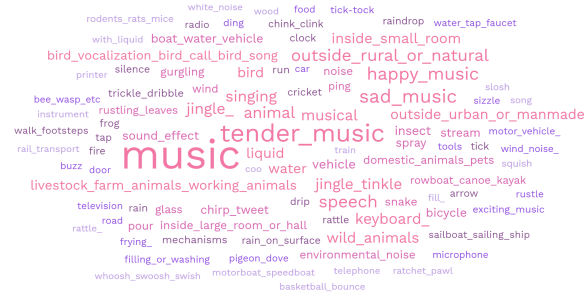 white_noise wood food tick-tock
rodents_rats_mice radio ding chink_clink raindrop water_tap_faucet
with_liquid boat_water_vehicle clock inside_small_room
bird_vocalization_bird_call_bird_song outside_rural_or_natural
printer silence gurgling bird run car noise happy_music
trickle_dribble wind cricket ping slosh
bee_wasp_etc singing sad_music sizzle song
instrument rustling_leaves jingle_ animal musical outside_urban_or_manmade
walk_footsteps frog tap sound_effect tender_music insect stream motor_vehicle_
rail_transport fire music liquid train spray tools tick wind_noise_
buzz door coo water vehicle domestic_animals_pets squish
livestock_farm_animals_working_animals jingle_tinkle rowboat_canoe_kayak
television rain glass chirp_tweet drip speech snake fill_ arrow rustle
road rattle_ pour inside_large_room_or_hall rattle keyboard_ bicycle exciting_music
frying_ mechanisms rain_on_surface wild_animals sailboat_sailing_ship
filling_or_washing pigeon_dove environmental_noise microphone
whoosh_swoosh_swish motorboat_speedboat telephone ratchet_pawl
basketball_bounce